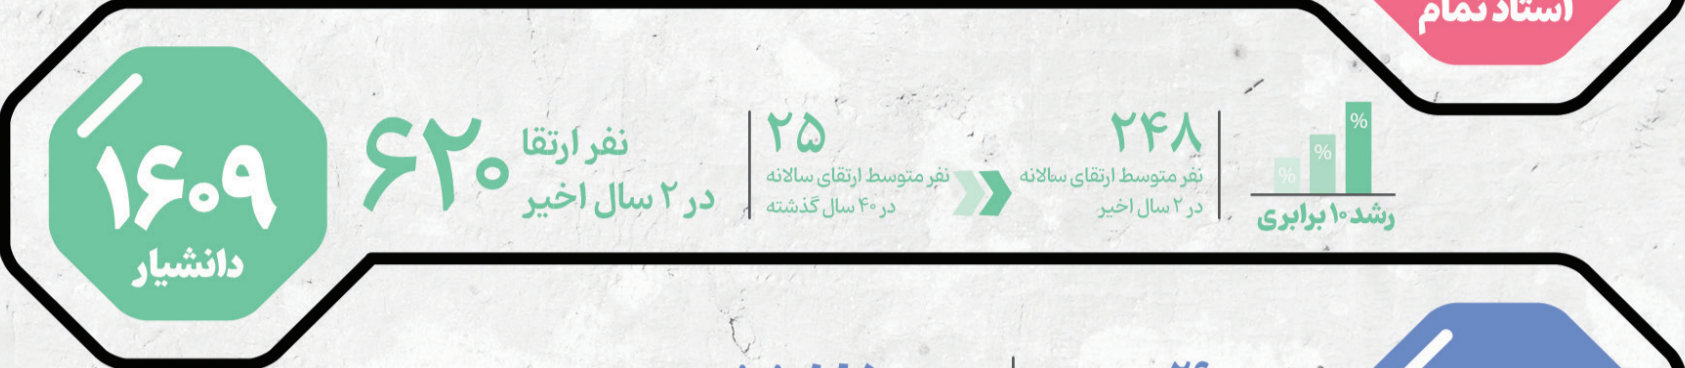 استاد تمام
۱۶۰۹
دانشیار
۶۲۰
نفر ارتقا
در ۲ سال اخیر
۲۵
نفر متوسط ارتقای سالانه
در ۴۰ سال گذشته
۲۴۸
نفر متوسط ارتقای سالانه
در ۲ سال اخیر
% % %
رشد ۱۰ برابری